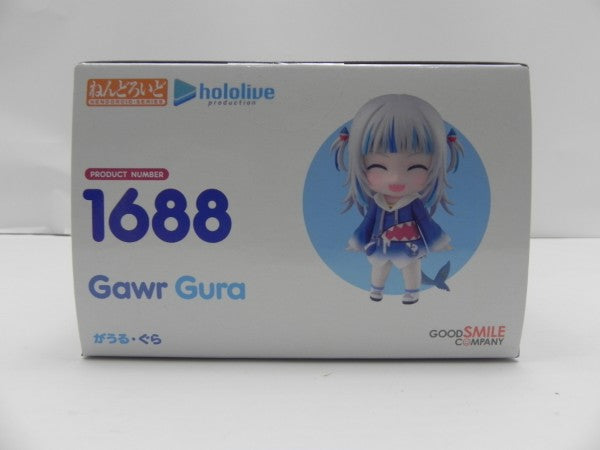 ねんどろいど
NENDOROID SERIES
hololive
production
PRODUCT NUMBER
1688
Gawr Gura
がうる・ぐら
GOOD SMILE
COMPANY